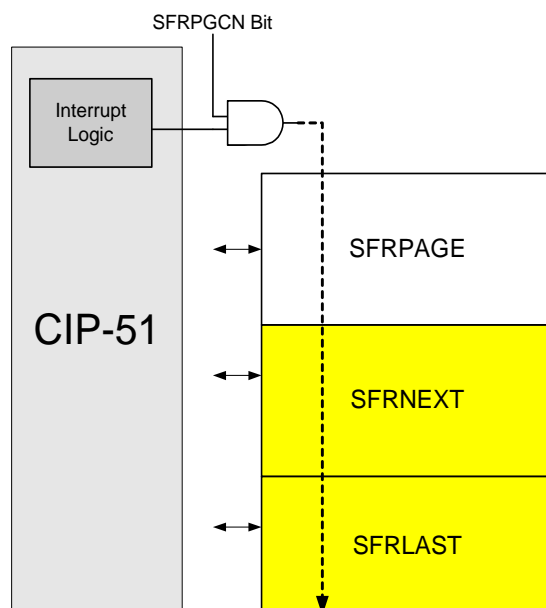 SFRPGCN Bit
Interrupt
Logic
SFRPAGE
CIP-51
SFRNEXT
SFRLAST